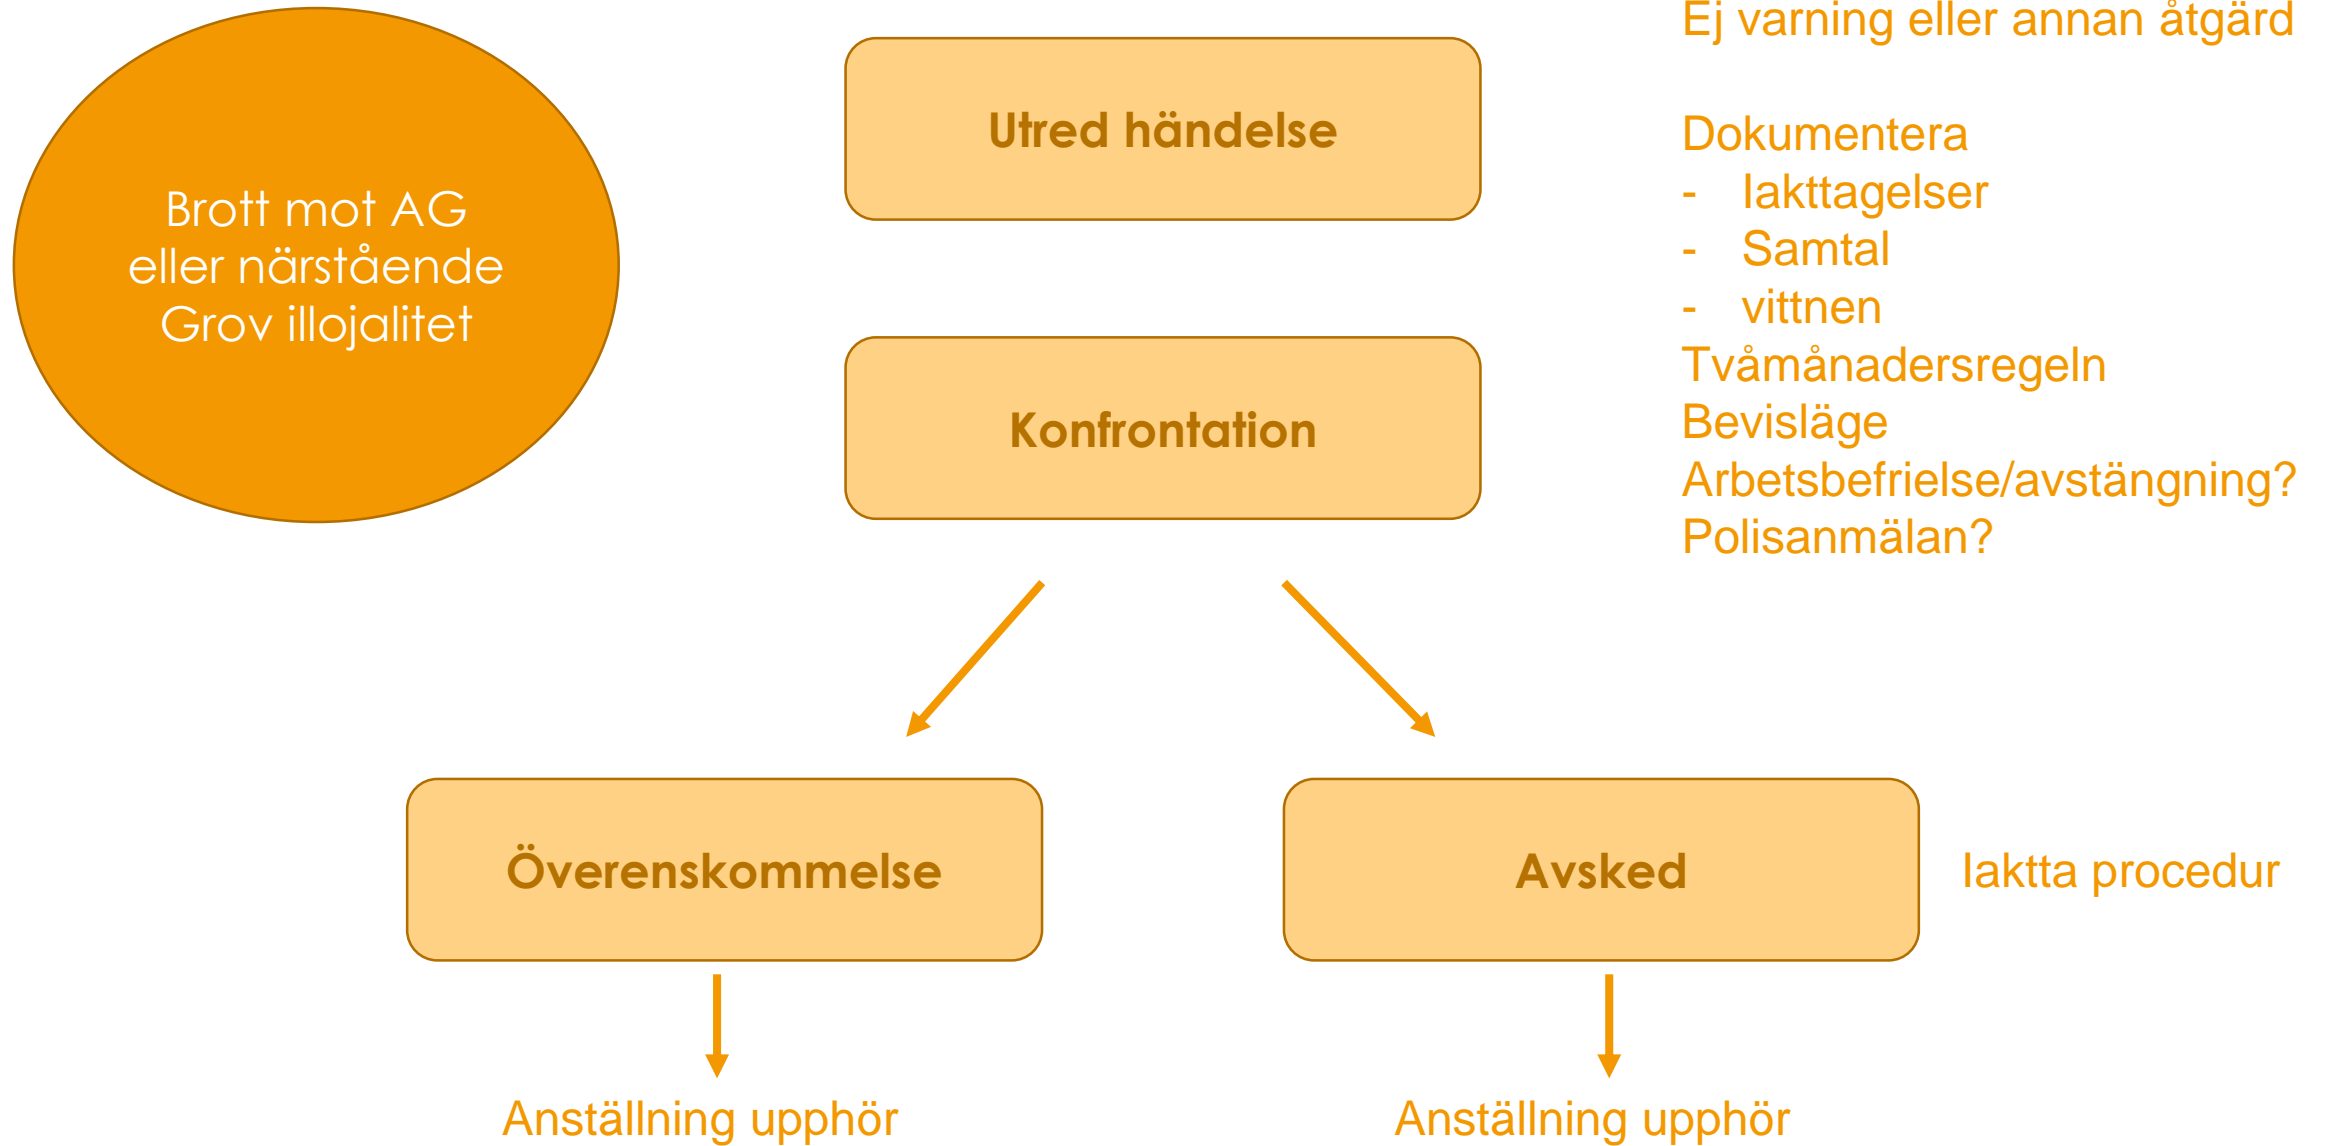 Brott mot AG
eller närstående
Grov illojalitet
Utred händelse
Konfrontation
Ej varning eller annan åtgärd
Dokumentera
- Iakttagelser
- Samtal
- vittnen
Tvåmånadersregeln
Bevisläge
Arbetsbefrielse/avstängning?
Polisanmälan?
Överenskommelse
Avsked
Iaktta procedur
Anställning upphör
Anställning upphör